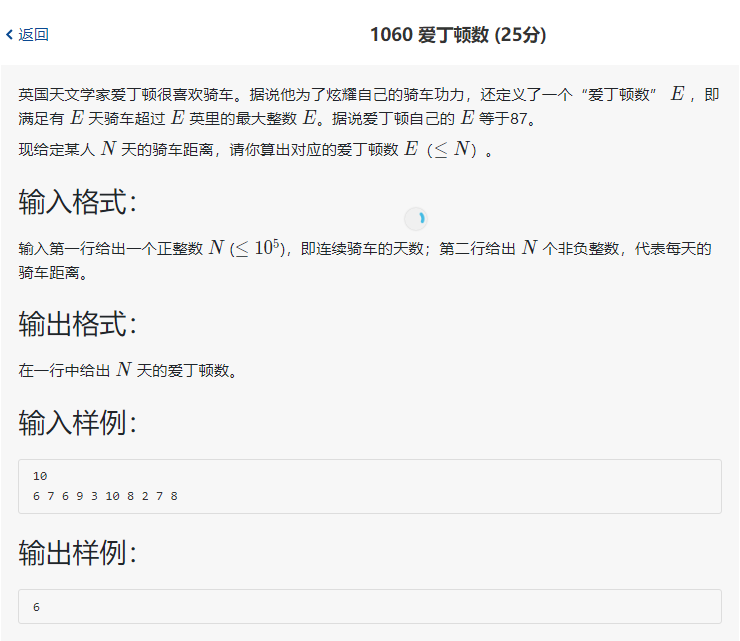 返回
1060 爱丁顿数 (25分)
英国天文学家爱丁顿很喜欢骑车。据说他为了炫耀自己的骑车功力，还定义了一个“爱丁顿数” E ，即
满足有 E 天骑车超过 E 英里的最大整数 E。据说爱丁顿自己的 E 等于87。
现给定某人 N 天的骑车距离，请你算出对应的爱丁顿数 E（≤ N）。
输入格式：
输入第一行给出一个正整数 N (≤ 10⁵)，即连续骑车的天数；第二行给出 N 个非负整数，代表每天的
骑车距离。
输出格式：
在一行中给出 N 天的爱丁顿数。
输入样例：
10
6 7 6 9 3 10 8 2 7 8
输出样例：
6